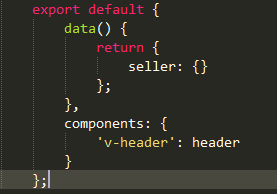 export default {
    data() {
        return {
            seller: {}
        };
    },
    components: {
        'v-header': header
    }
};